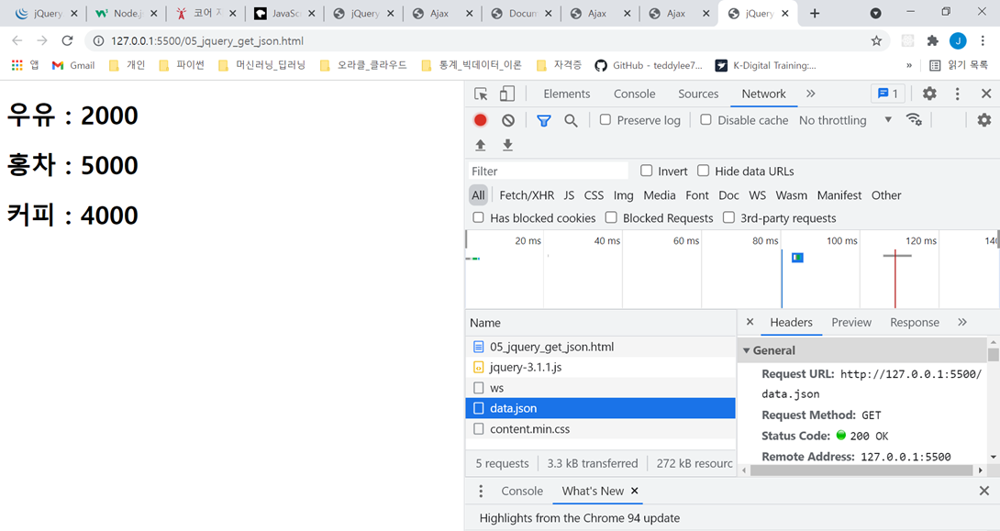 jQuery
Node.j
코어 자
JavaSc
jQuery
Ajax
Docum
Ajax
Ajax
jQuery
127.0.0.1:5500/05_jquery_get_json.html
J
앱 Gmail 개인 파이썬 머신러닝_딥러닝 오라클_클라우드 통계_빅데이터_이론 자격증 GitHub - teddylee7... K-Digital Training:... » 읽기 목록
우유 : 2000
홍차 : 5000
커피 : 4000
Elements Console Sources Network » 1
Preserve log Disable cache No throttling
Filter Invert Hide data URLs
All Fetch/XHR JS CSS Img Media Font Doc WS Wasm Manifest Other
Has blocked cookies Blocked Requests 3rd-party requests
20 ms 40 ms 60 ms 80 ms 100 ms 120 ms 140
Name
05_jquery_get_json.html
jquery-3.1.1.js
ws
data.json
content.min.css
5 requests 3.3 kB transferred 272 kB resourc
Headers Preview Response »
General
Request URL: http://127.0.0.1:5500/
data.json
Request Method: GET
Status Code: 200 OK
Remote Address: 127.0.0.1:5500
Console What's New
Highlights from the Chrome 94 update